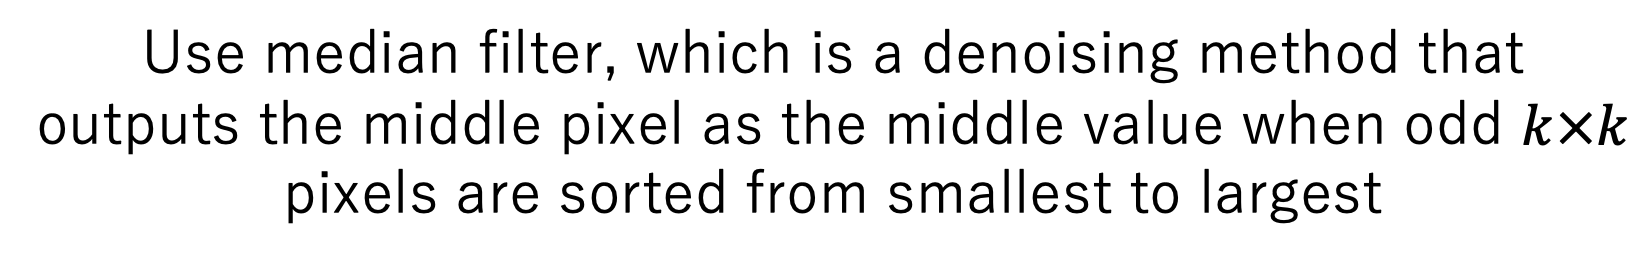 Use median filter, which is a denoising method that
outputs the middle pixel as the middle value when odd k×k
pixels are sorted from smallest to largest